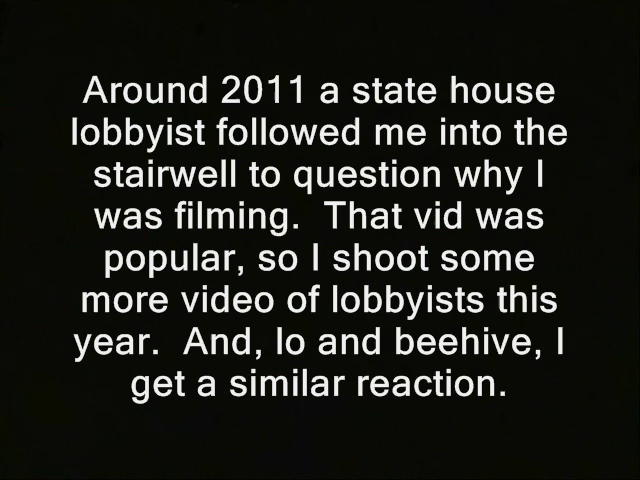 Around 2011 a state house
lobbyist followed me into the
stairwell to question why I
was filming.  That vid was
popular, so I shoot some
more video of lobbyists this
year.  And, lo and beehive, I
get a similar reaction.